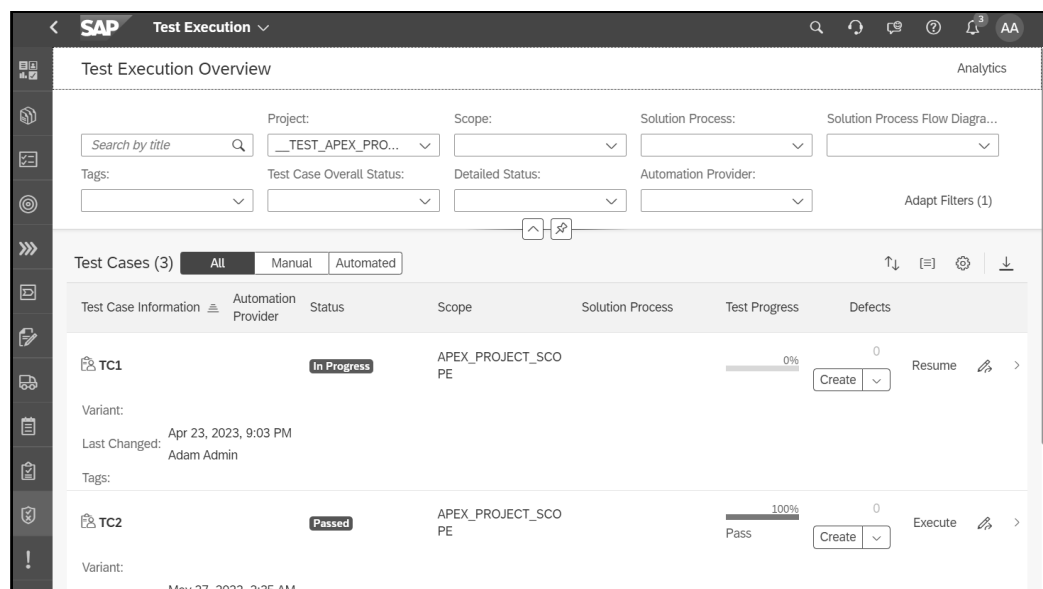 SAP Test Execution 3 AA
Test Execution Overview Analytics
Project: Scope: Solution Process: Solution Process Flow Diagra...
Search by title __TEST_APEX_PRO...
Tags: Test Case Overall Status: Detailed Status: Automation Provider:
Adapt Filters (1)
Test Cases (3) All Manual Automated
Test Case Information Automation Provider Status Scope Solution Process Test Progress Defects
TC1 In Progress APEX_PROJECT_SCO
PE 0% 0 Create Resume
Variant:
Last Changed: Apr 23, 2023, 9:03 PM
Adam Admin
Tags:
TC2 Passed APEX_PROJECT_SCO
PE 100% Pass 0 Create Execute
Variant: